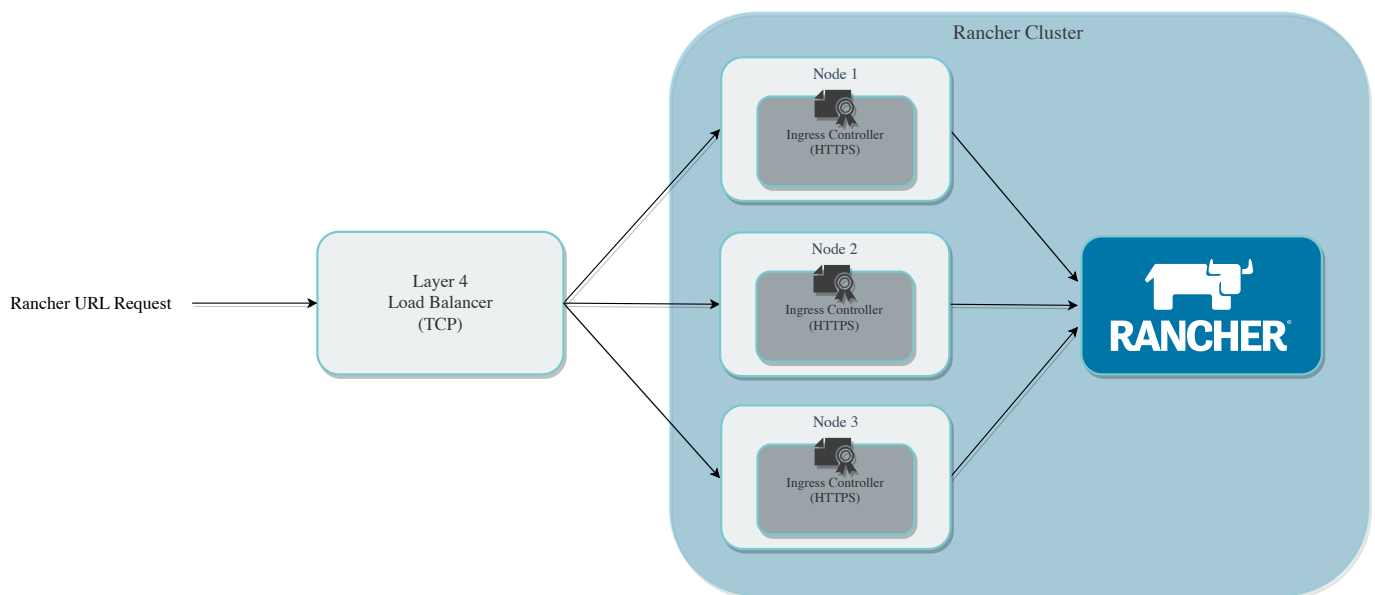 Rancher Cluster
Node 1
Ingress Controller
(HTTPS)
Rancher URL Request
Layer 4
Load Balancer
(TCP)
Node 2
Ingress Controller
(HTTPS)
RANCHER®
Node 3
Ingress Controller
(HTTPS)